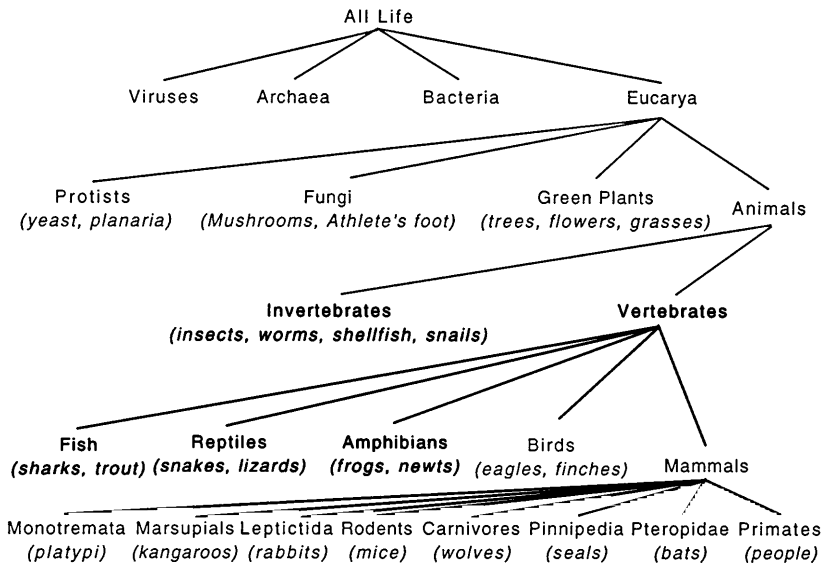 All Life
Viruses Archaea Bacteria Eucarya
Protists Fungi Green Plants Animals
(yeast, planaria) (Mushrooms, Athlete's foot) (trees, flowers, grasses)
Invertebrates Vertebrates
(insects, worms, shellfish, snails)
Fish Reptiles Amphibians Birds Mammals
(sharks, trout) (snakes, lizards) (frogs, newts) (eagles, finches)
Monotremata Marsupials Leptictida Rodents Carnivores Pinnipedia Pteropidae Primates
(platypi) (kangaroos) (rabbits) (mice) (wolves) (seals) (bats) (people)